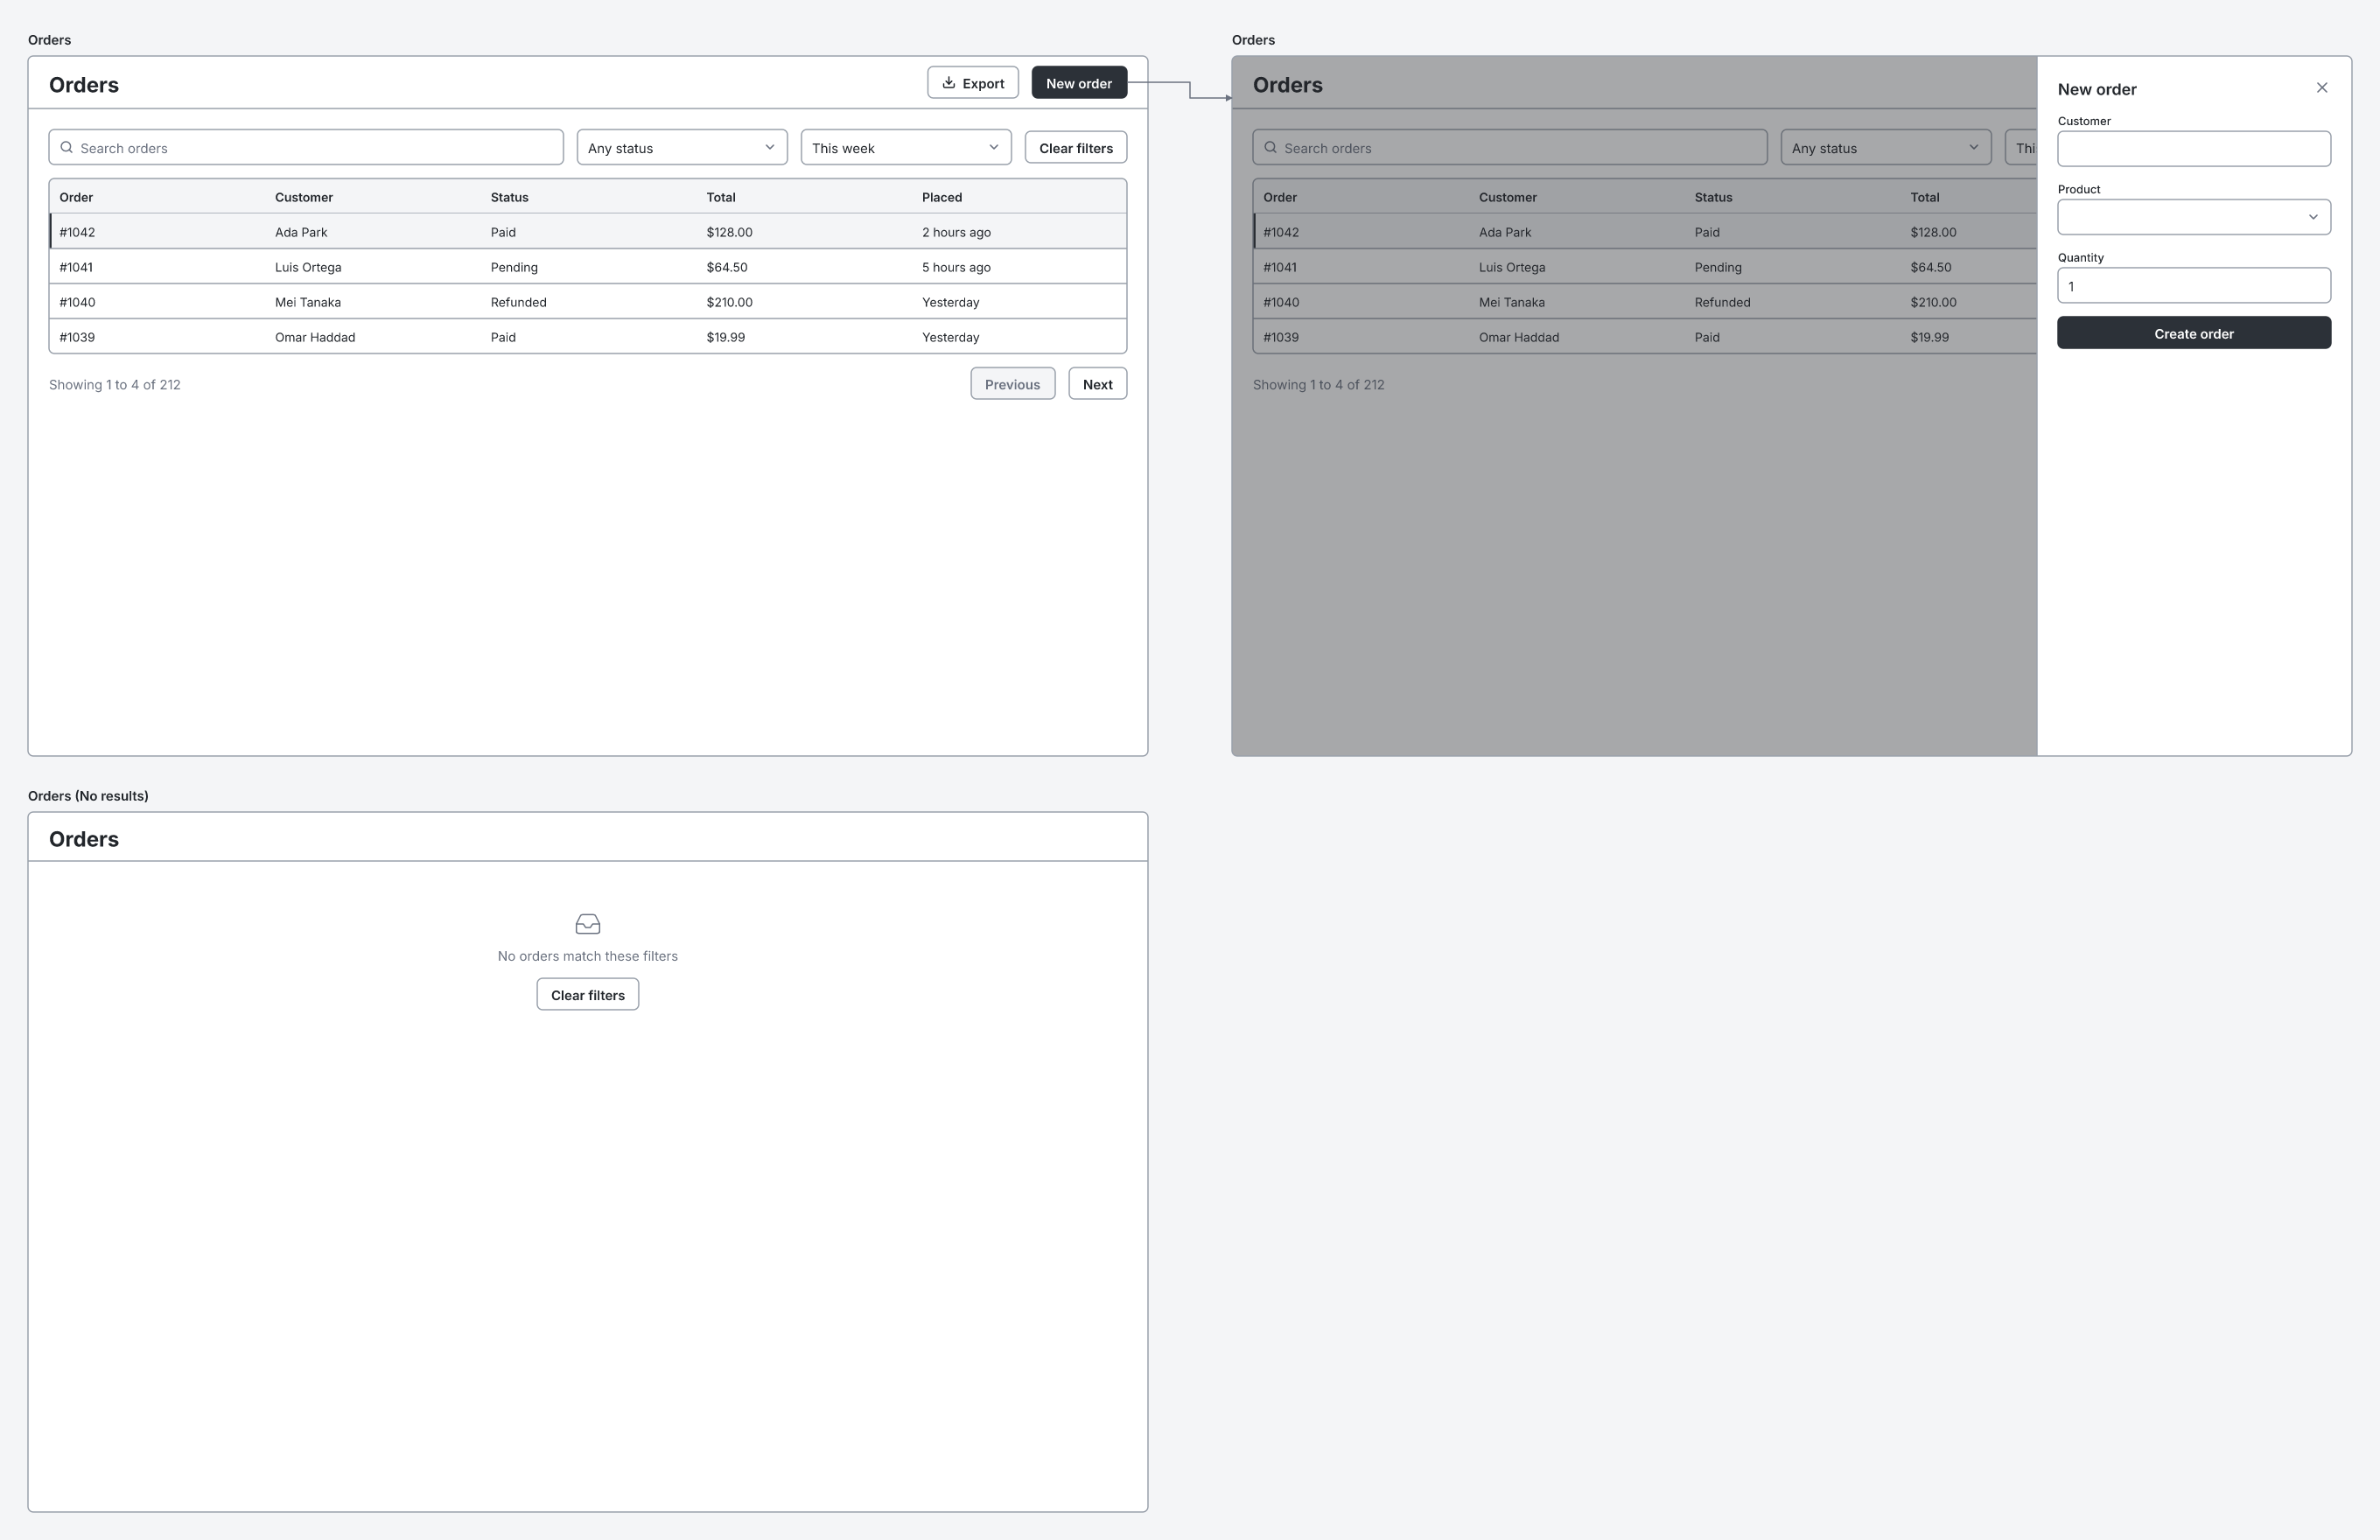 Orders
Orders
Export
New order
Search orders
Any status
This week
Clear filters
Order Customer Status Total Placed
#1042 Ada Park Paid $128.00 2 hours ago
#1041 Luis Ortega Pending $64.50 5 hours ago
#1040 Mei Tanaka Refunded $210.00 Yesterday
#1039 Omar Haddad Paid $19.99 Yesterday
Showing 1 to 4 of 212
Previous
Next
Orders
Orders
Search orders
Any status
Thi
Order Customer Status Total
#1042 Ada Park Paid $128.00
#1041 Luis Ortega Pending $64.50
#1040 Mei Tanaka Refunded $210.00
#1039 Omar Haddad Paid $19.99
Showing 1 to 4 of 212
New order
Customer
Product
Quantity
1
Create order
Orders (No results)
Orders
No orders match these filters
Clear filters